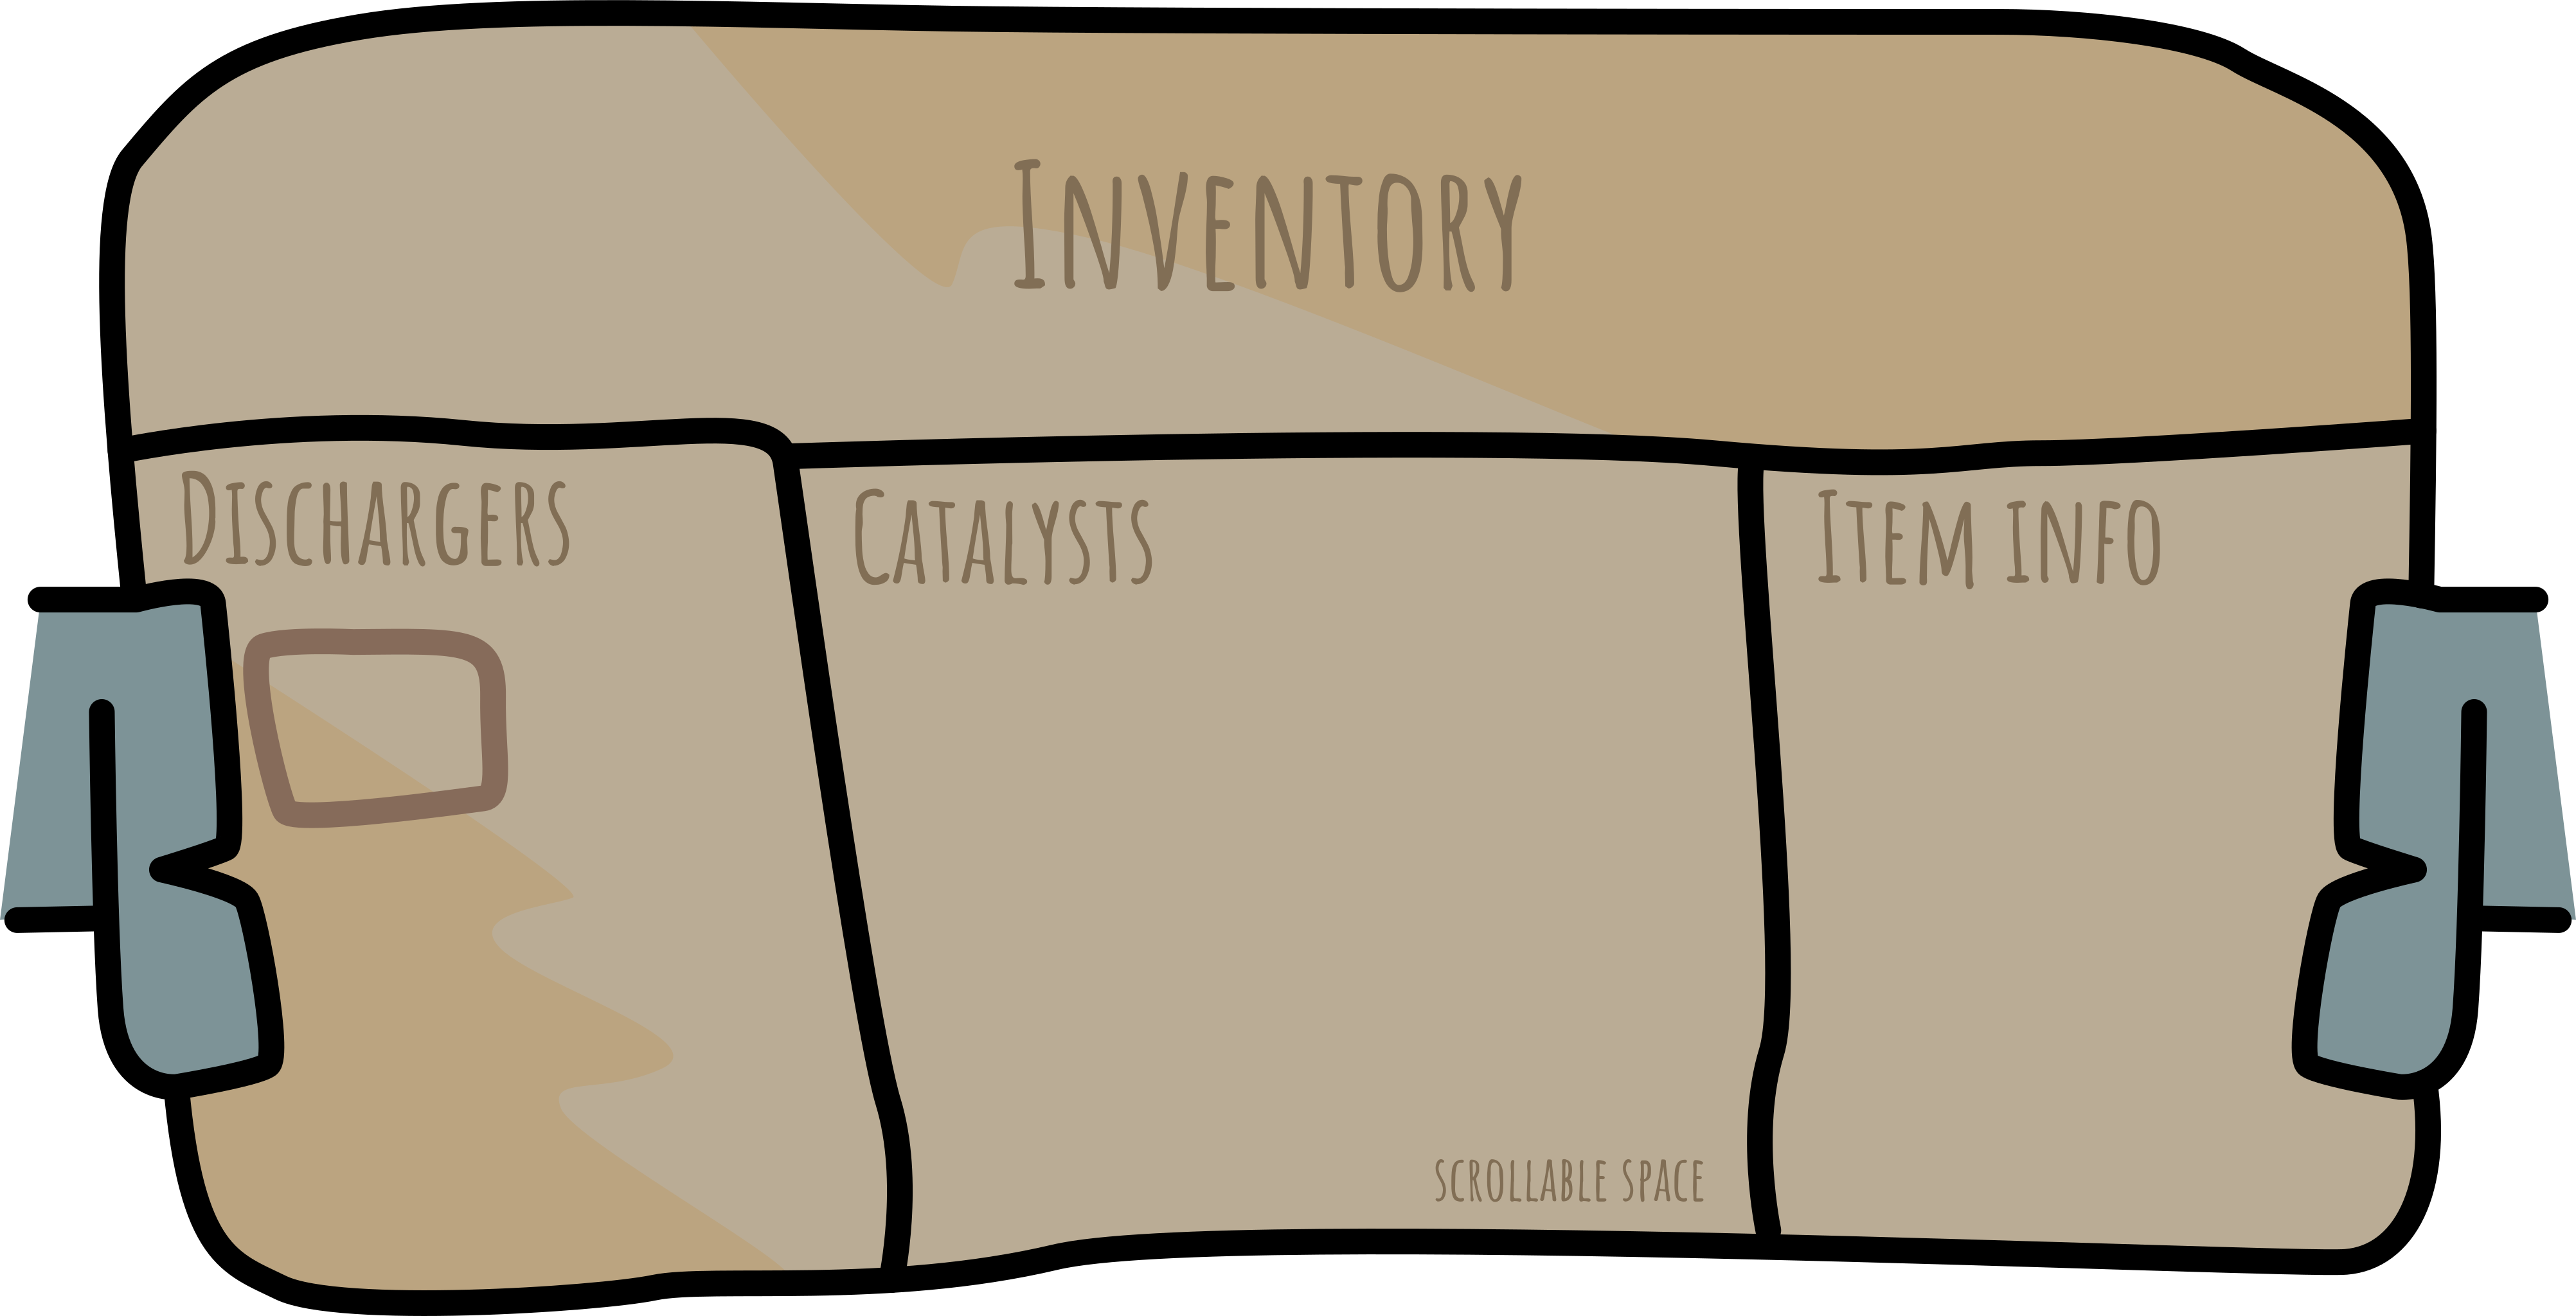 Inventory
Dischargers
Catalysts
Item info
scrollable space